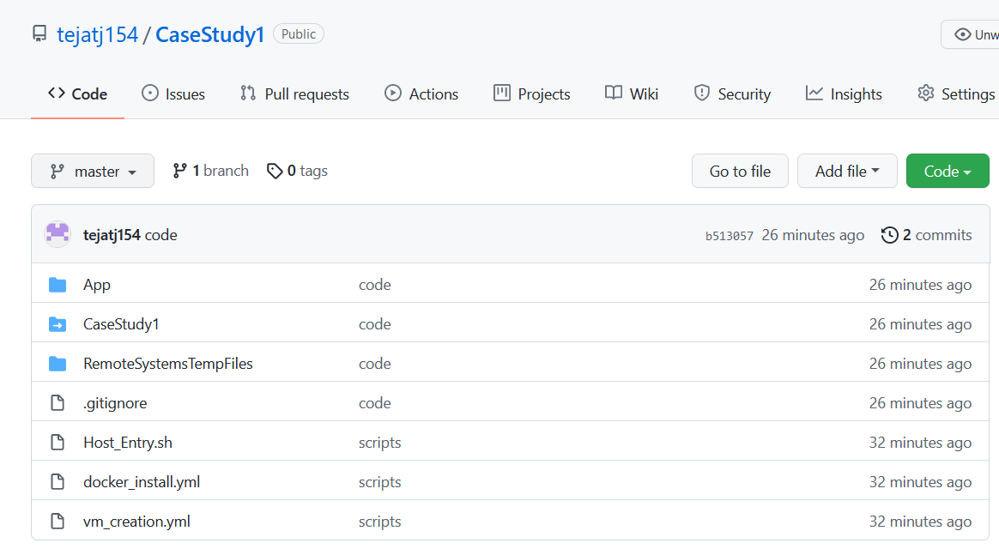 tejatj154 / CaseStudy1 Public Unw
Code Issues Pull requests Actions Projects Wiki Security Insights Settings
master 1 branch 0 tags Go to file Add file Code
tejatj154 code b513057 26 minutes ago 2 commits
App code 26 minutes ago
CaseStudy1 code 26 minutes ago
RemoteSystemsTempFiles code 26 minutes ago
.gitignore code 26 minutes ago
Host_Entry.sh scripts 32 minutes ago
docker_install.yml scripts 32 minutes ago
vm_creation.yml scripts 32 minutes ago